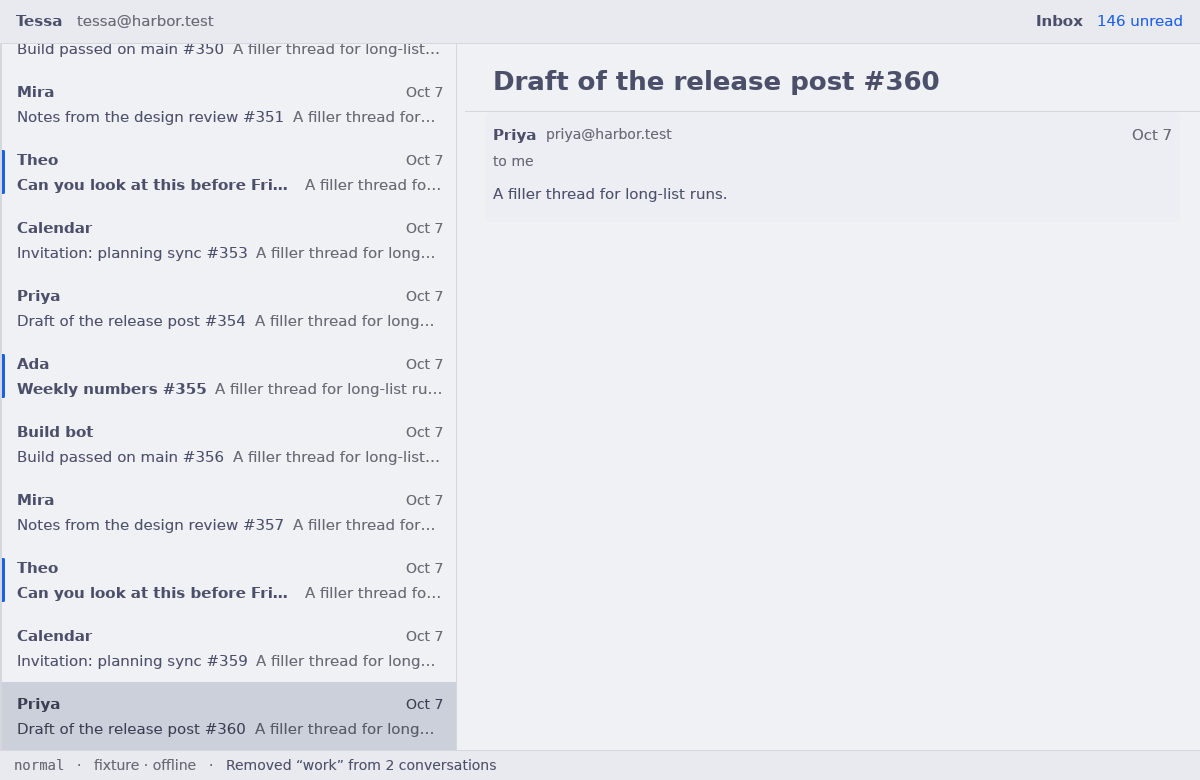 Tessa tessa@harbor.test Inbox 146 unread
Build passed on main #350 A filler thread for long-list…
Mira Oct 7
Notes from the design review #351 A filler thread for…
Theo Oct 7
Can you look at this before Fri… A filler thread fo…
Calendar Oct 7
Invitation: planning sync #353 A filler thread for long…
Priya Oct 7
Draft of the release post #354 A filler thread for long…
Ada Oct 7
Weekly numbers #355 A filler thread for long-list ru…
Build bot Oct 7
Build passed on main #356 A filler thread for long-list…
Mira Oct 7
Notes from the design review #357 A filler thread for…
Theo Oct 7
Can you look at this before Fri… A filler thread fo…
Calendar Oct 7
Invitation: planning sync #359 A filler thread for long…
Priya Oct 7
Draft of the release post #360 A filler thread for long…
Draft of the release post #360
Priya priya@harbor.test Oct 7
to me
A filler thread for long-list runs.
normal · fixture · offline · Removed “work” from 2 conversations